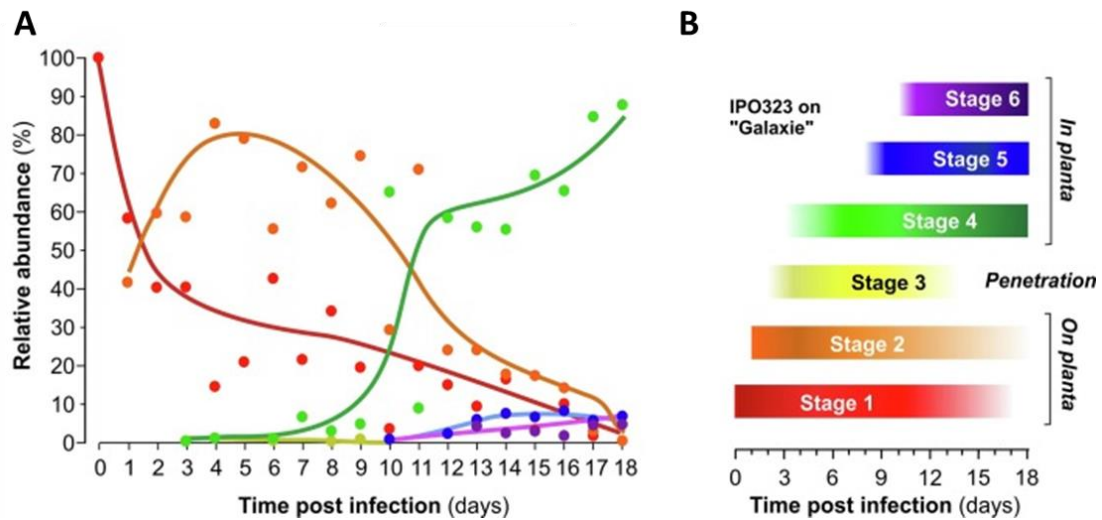 A
Relative abundance (%)
100
90
80
70
60
50
40
30
20
10
0
0 1 2 3 4 5 6 7 8 9 10 11 12 13 14 15 16 17 18
Time post infection (days)
B
IPO323 on
"Galaxie"
Stage 6
Stage 5
Stage 4
In planta
Stage 3
Penetration
Stage 2
Stage 1
On planta
0 3 6 9 12 15 18
Time post infection (days)